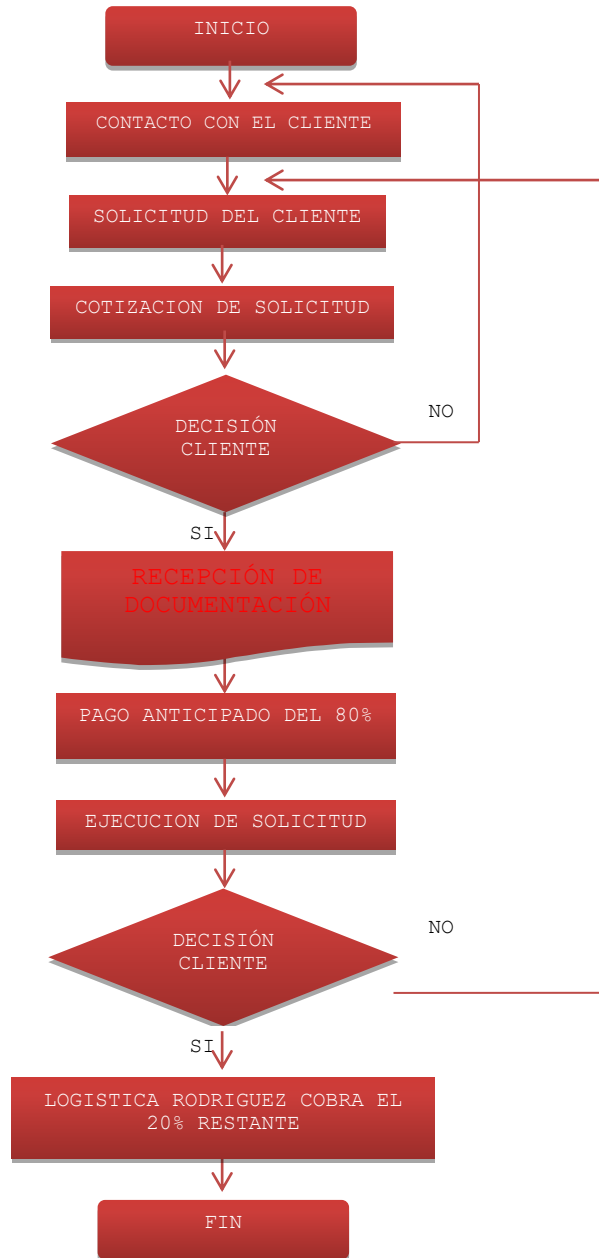 INICIO
CONTACTO CON EL CLIENTE
SOLICITUD DEL CLIENTE
COTIZACION DE SOLICITUD
DECISIÓN
CLIENTE
NO
SI
RECEPCIÓN DE
DOCUMENTACIÓN
PAGO ANTICIPADO DEL 80%
EJECUCION DE SOLICITUD
DECISIÓN
CLIENTE
NO
SI
LOGISTICA RODRIGUEZ COBRA EL
20% RESTANTE
FIN